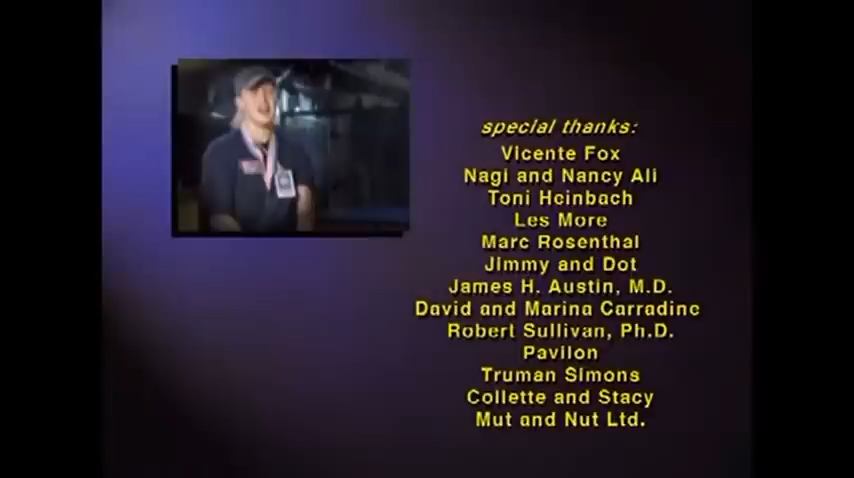 special thanks:
Vicente Fox
Nagi and Nancy Ali
Toni Heinbach
Les More
Marc Rosenthal
Jimmy and Dot
James H. Austin, M.D.
David and Marina Carradine
Robert Sullivan, Ph.D.
Pavilon
Truman Simons
Collette and Stacy
Mut and Nut Ltd.